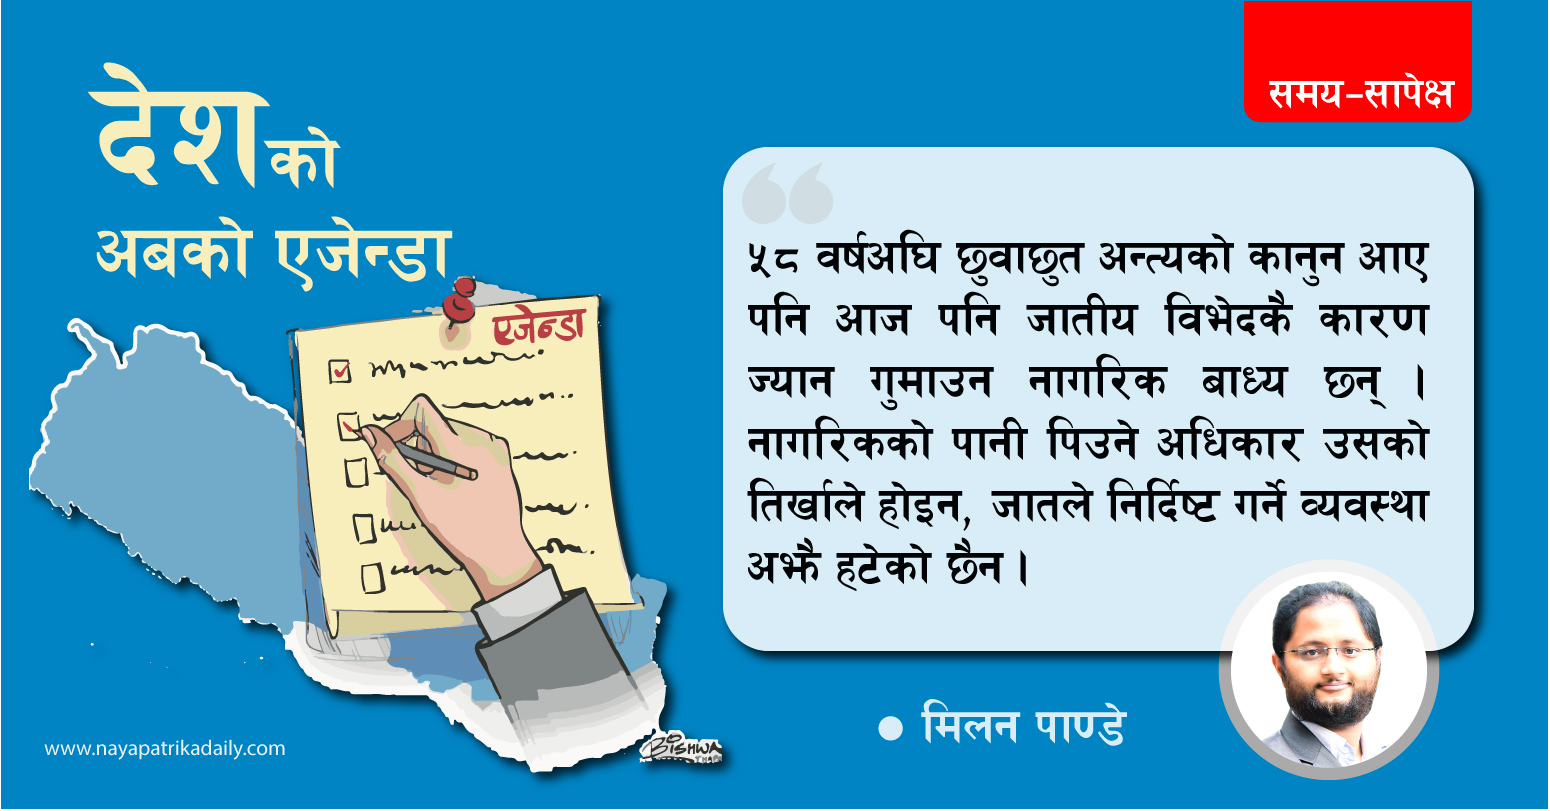 समय-सापेक्ष
देशको
अबको एजेन्डा
एजेन्डा
५८ वर्षअघि छुवाछुत अन्त्यको कानुन आए
पनि आज पनि जातीय विभेदकै कारण
ज्यान गुमाउन नागरिक बाध्य छन् ।
नागरिकको पानी पिउने अधिकार उसको
तिर्खाले होइन, जातले निर्दिष्ट गर्ने व्यवस्था
अझै हटेको छैन ।
• मिलन पाण्डे
www.nayapatrikadaily.com
BISHWA